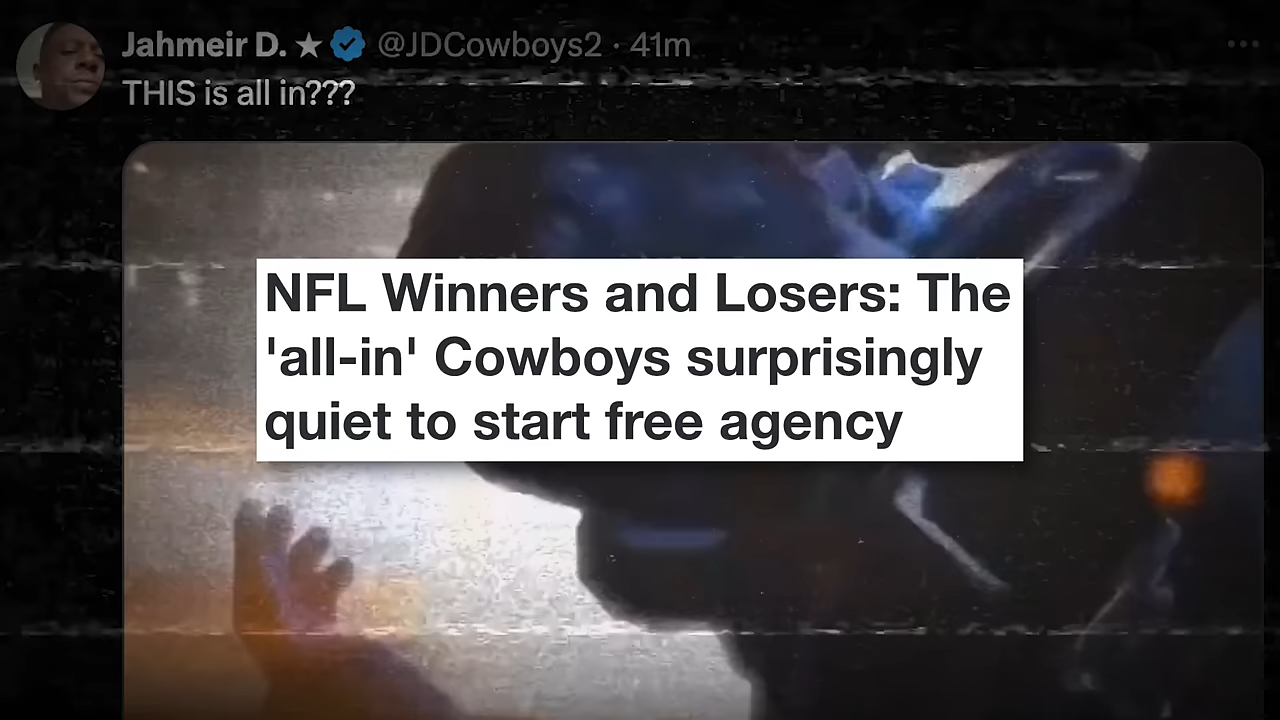 Jahmeir D. ★ @JDCowboys2 · 41m
THIS is all in???
NFL Winners and Losers: The
'all-in' Cowboys surprisingly
quiet to start free agency